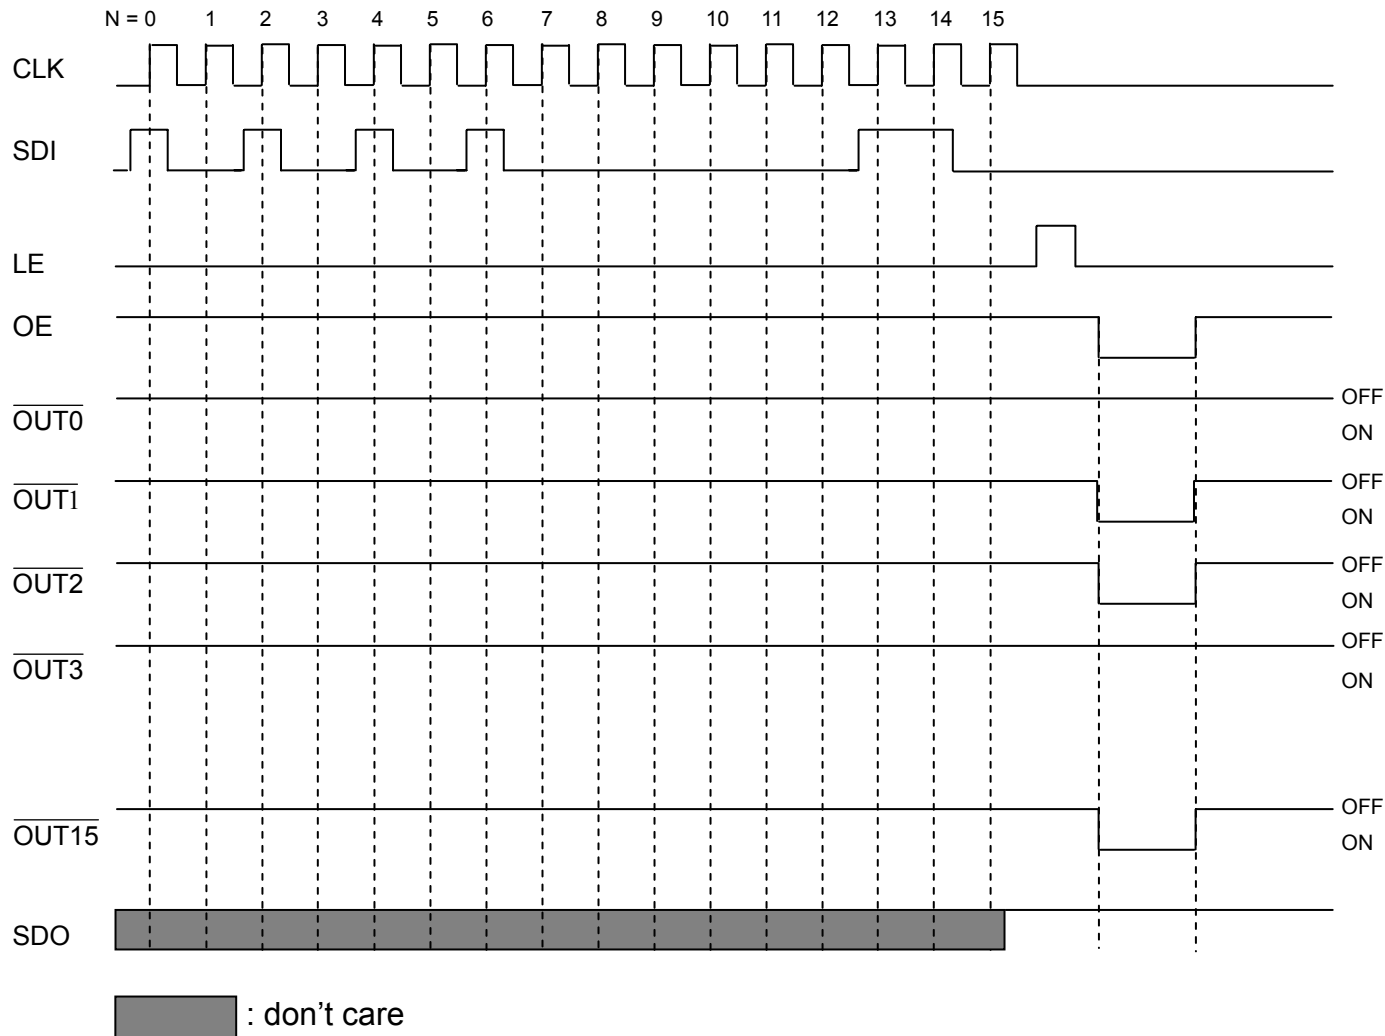 N = 0 1 2 3 4 5 6 7 8 9 10 11 12 13 14 15
CLK
SDI
LE
OE
OUT0
OFF
ON
OUT1
OFF
ON
OUT2
OFF
ON
OUT3
OFF
ON
OUT15
OFF
ON
SDO
: don't care